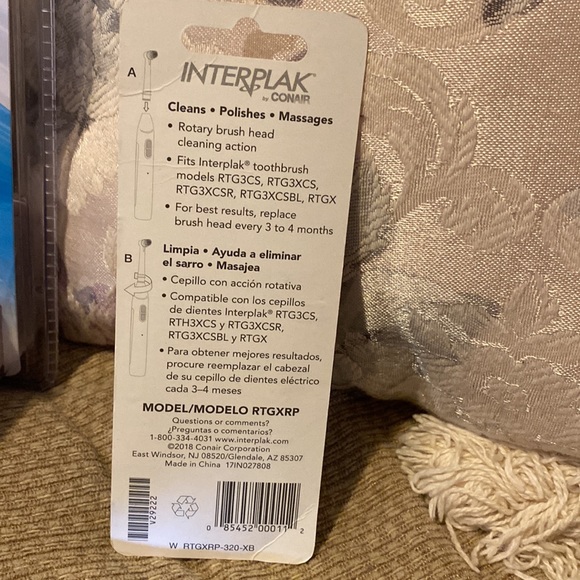 INTERPLAK™
by CONAIR
A
Cleans • Polishes • Massages
• Rotary brush head
cleaning action
• Fits Interplak® toothbrush
models RTG3CS, RTG3XCS,
RTG3XCSR, RTG3XCSBL, RTGX
• For best results, replace
brush head every 3 to 4 months
B
Limpia • Ayuda a eliminar
el sarro • Masajea
• Cepillo con acción rotativa
• Compatible con los cepillos
de dientes Interplak® RTG3CS,
RTH3XCS y RTG3XCSR,
RTG3XCSBL y RTGX
• Para obtener mejores resultados,
procure reemplazar el cabezal
de su cepillo de dientes eléctrico
cada 3–4 meses
MODEL/MODELO RTGXRP
Questions or comments?
¿Preguntas o comentarios?
1-800-334-4031 www.interplak.com
©2018 Conair Corporation
East Windsor, NJ 08520/Glendale, AZ 85307
Made in China 17IN027808
V29222
0 85452 00011 2
W RTGXRP-320-XB